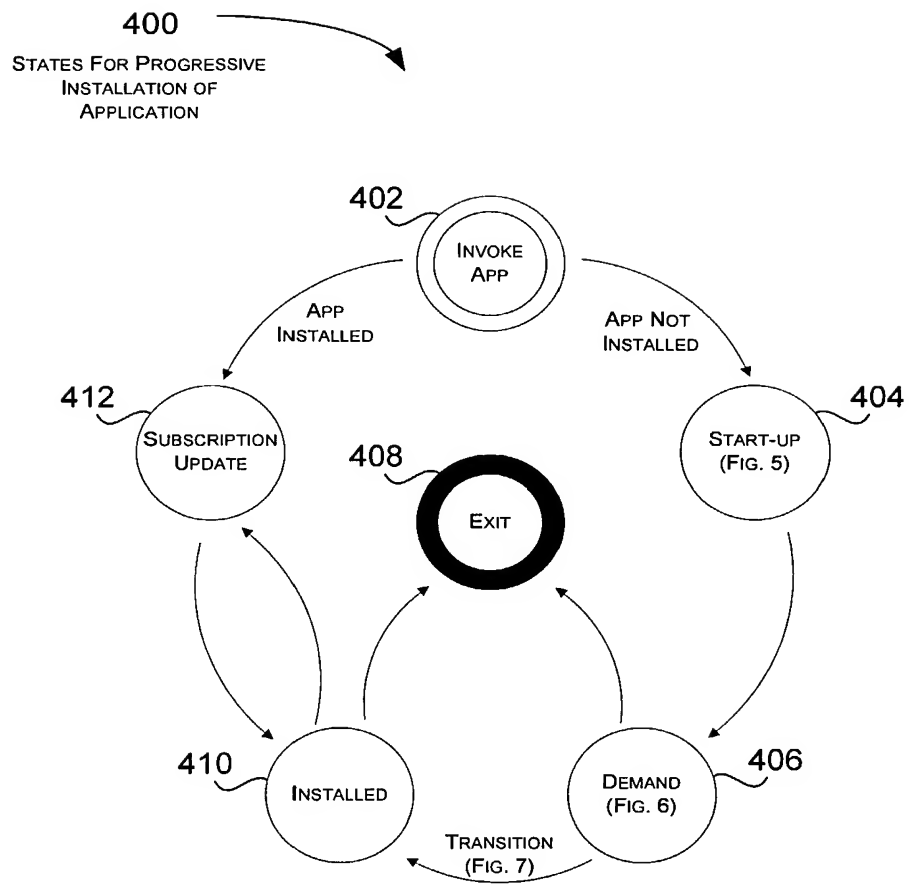 400
STATES FOR PROGRESSIVE
INSTALLATION OF
APPLICATION
402
INVOKE
APP
APP
INSTALLED
APP NOT
INSTALLED
412
SUBSCRIPTION
UPDATE
404
START-UP
(FIG. 5)
408
EXIT
410
INSTALLED
406
DEMAND
(FIG. 6)
TRANSITION
(FIG. 7)